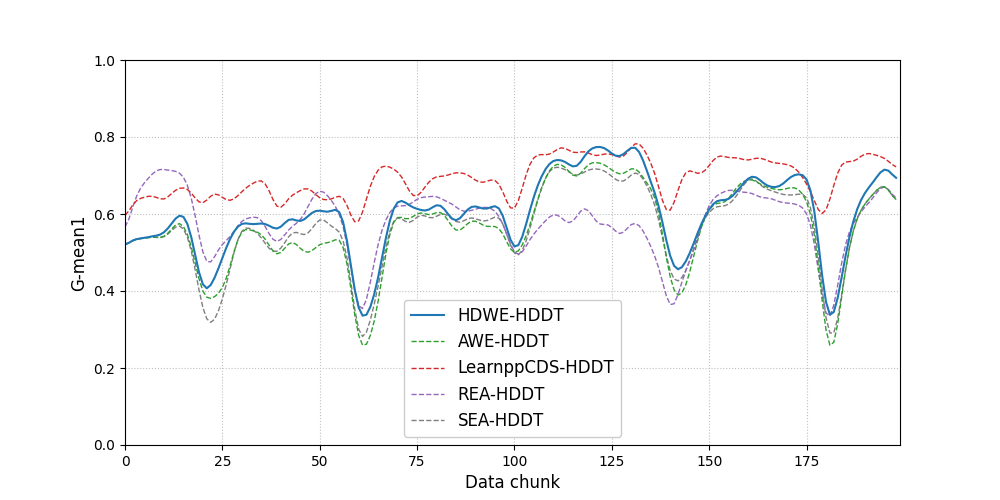 1.0
0.8
0.6
0.4
0.2
0.0
G-mean1
0 25 50 75 100 125 150 175
Data chunk
HDWE-HDDT
AWE-HDDT
LearnppCDS-HDDT
REA-HDDT
SEA-HDDT